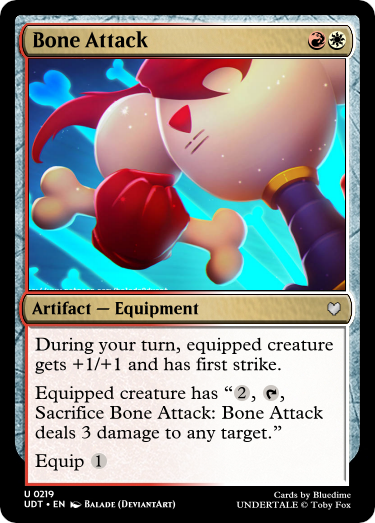 Bone Attack
Artifact — Equipment
During your turn, equipped creature
gets +1/+1 and has first strike.
Equipped creature has “2, ,
Sacrifice Bone Attack: Bone Attack
deals 3 damage to any target.”
Equip 1
U 0219
UDT • EN BALADE (DEVIANTART)
Cards by Bluedime
UNDERTALE © Toby Fox